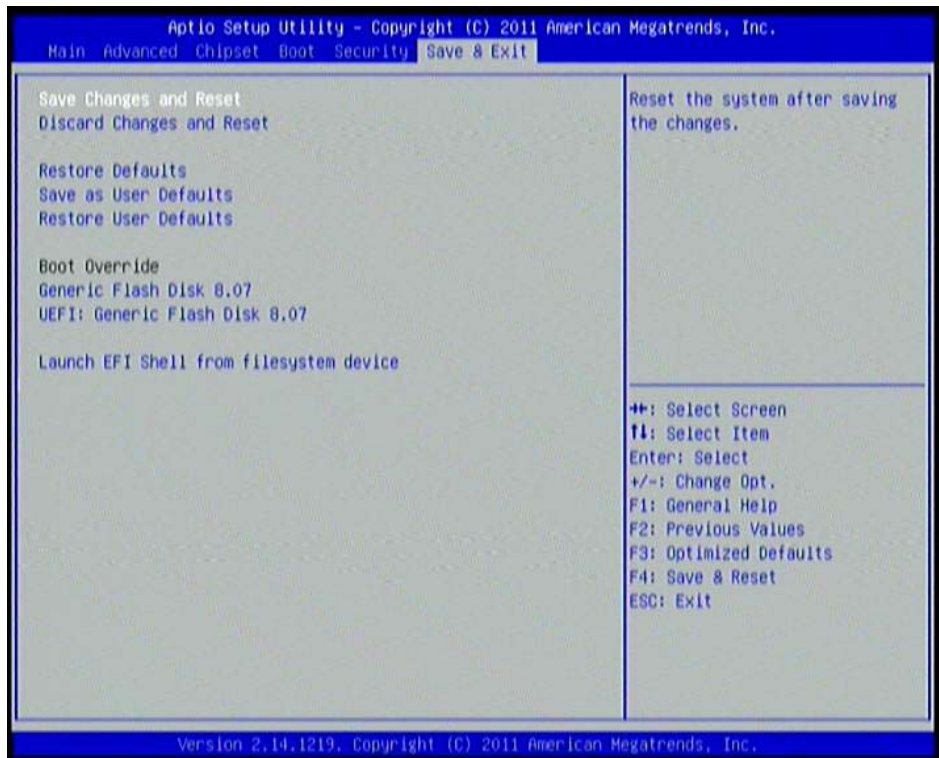 Aptio Setup Utility - Copyright (C) 2011 American Megatrends, Inc.
Main Advanced Chipset Boot Security Save & Exit
Save Changes and Reset
Discard Changes and Reset
Restore Defaults
Save as User Defaults
Restore User Defaults
Boot Override
Generic Flash Disk 8.07
UEFI: Generic Flash Disk 8.07
Launch EFI Shell from filesystem device
Reset the system after saving
the changes.
→←: Select Screen
↑↓: Select Item
Enter: Select
+/-: Change Opt.
F1: General Help
F2: Previous Values
F3: Optimized Defaults
F4: Save & Reset
ESC: Exit
Version 2.14.1219. Copyright (C) 2011 American Megatrends, Inc.